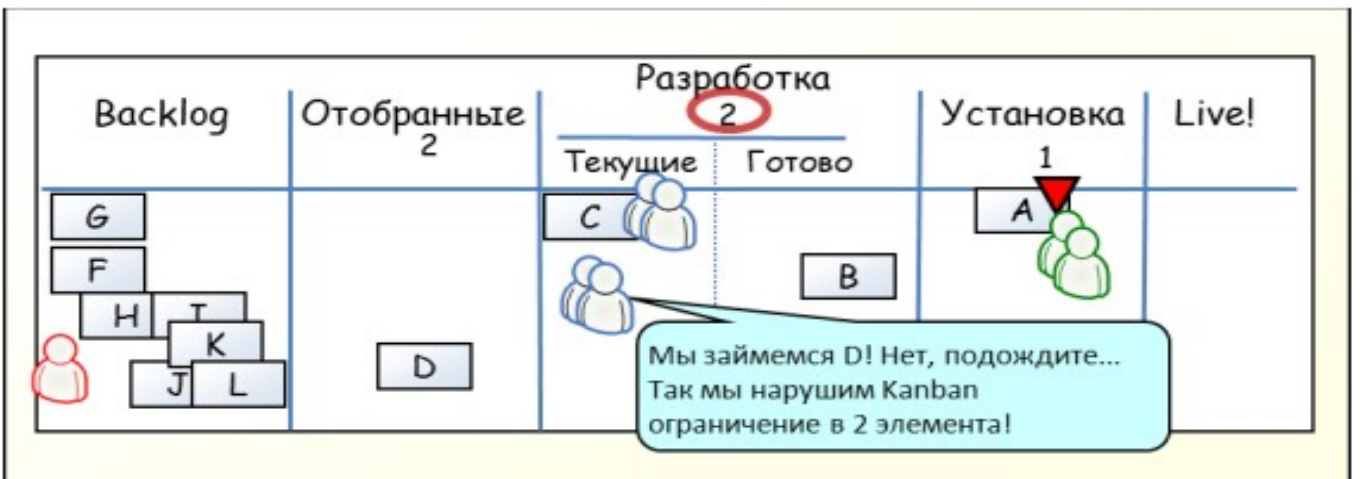 Разработка
2
Backlog
Отобранные
2
Текущие
Готово
Установка
1
Live!
G
F
H
I
K
J
L
D
C
B
A
Мы займемся D! Нет, подождите...
Так мы нарушим Kanban
ограничение в 2 элемента!